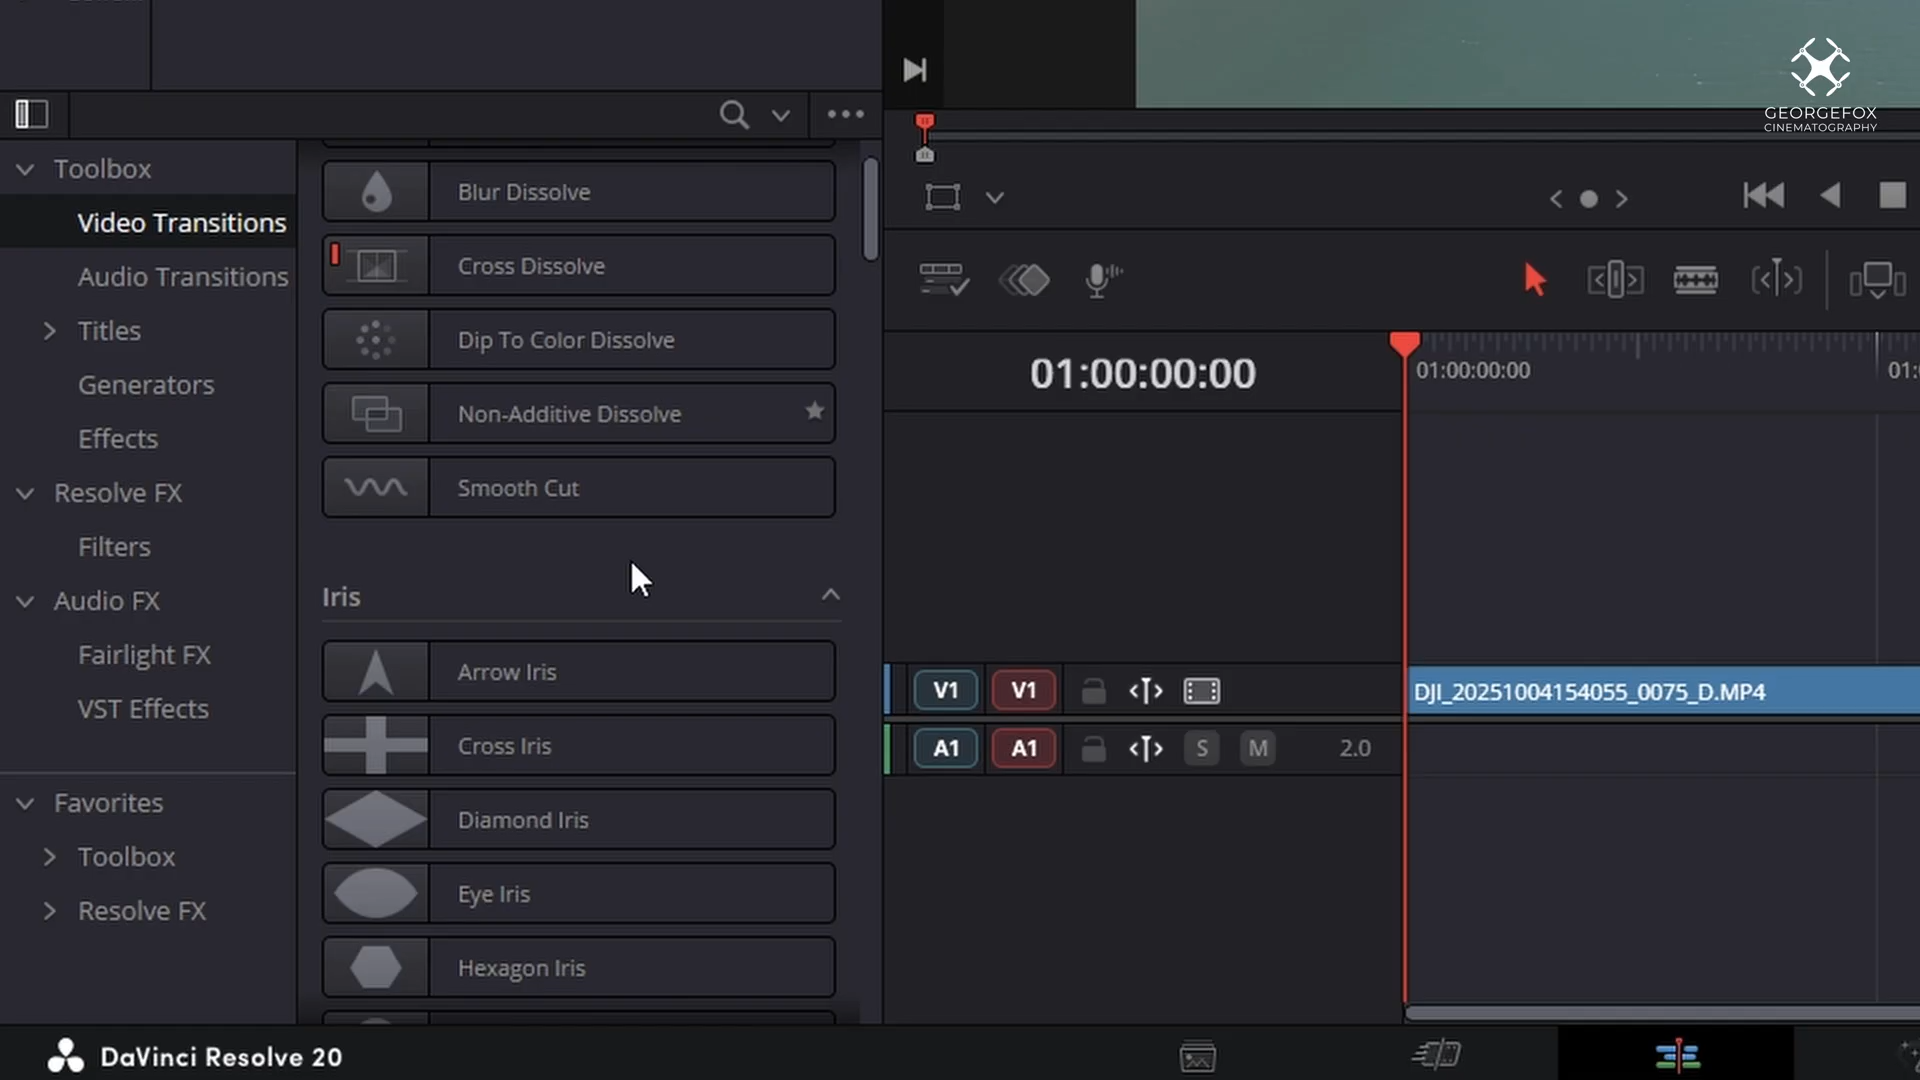 GEORGEFOX
CINEMATOGRAPHY
Toolbox
Video Transitions
Audio Transitions
Titles
Generators
Effects
Resolve FX
Filters
Audio FX
Fairlight FX
VST Effects
Favorites
Toolbox
Resolve FX
Blur Dissolve
Cross Dissolve
Dip To Color Dissolve
Non-Additive Dissolve
Smooth Cut
Iris
Arrow Iris
Cross Iris
Diamond Iris
Eye Iris
Hexagon Iris
01:00:00:00
01:00:00:00
01:
V1 V1
DJI_20251004154055_0075_D.MP4
A1 A1 S M 2.0
DaVinci Resolve 20